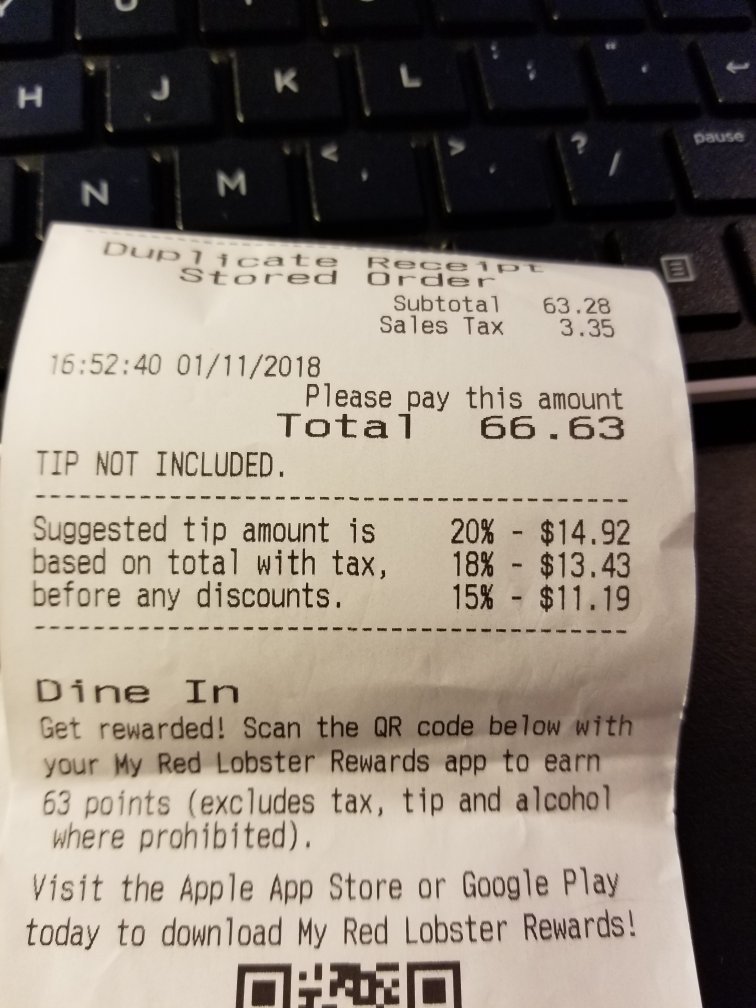 H J K L : ; " '
N M < , > . ? / pause
Duplicate Receipt
Stored Order
Subtotal 63.28
Sales Tax 3.35
16:52:40 01/11/2018
Please pay this amount
Total 66.63
TIP NOT INCLUDED.
Suggested tip amount is 20% - $14.92
based on total with tax, 18% - $13.43
before any discounts. 15% - $11.19
Dine In
Get rewarded! Scan the QR code below with
your My Red Lobster Rewards app to earn
63 points (excludes tax, tip and alcohol
where prohibited).
Visit the Apple App Store or Google Play
today to download My Red Lobster Rewards!